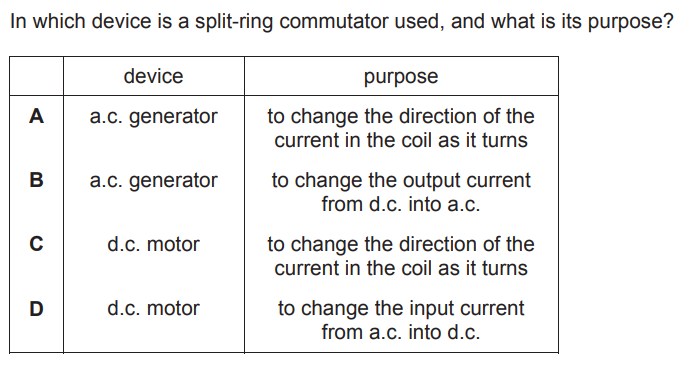 In which device is a split-ring commutator used, and what is its purpose?
device purpose
A a.c. generator to change the direction of the
current in the coil as it turns
B a.c. generator to change the output current
from d.c. into a.c.
C d.c. motor to change the direction of the
current in the coil as it turns
D d.c. motor to change the input current
from a.c. into d.c.